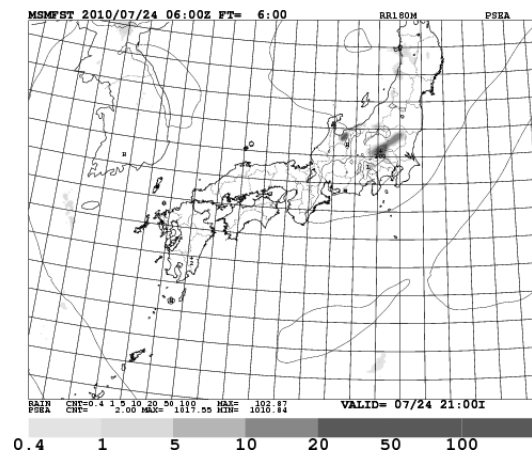 MSMFST 2010/07/24 06:00Z FT= 6:00 RR180M PSEA
RAIN CNT=0.4 1 5 10 20 50 100 MAX= 102.87
PSEA CNT= 2.00 MAX= 1017.55 MIN= 1010.84 VALID= 07/24 21:00I
0.4 1 5 10 20 50 100